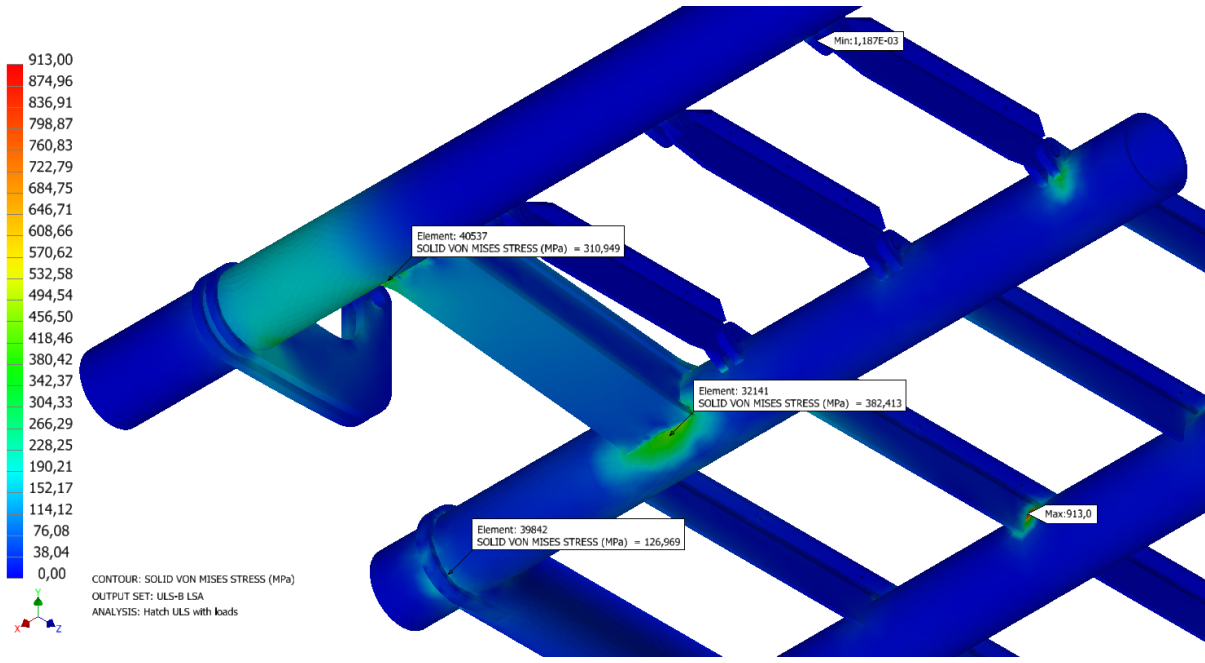 913,00
874,96
836,91
798,87
760,83
722,79
684,75
646,71
608,66
570,62
532,58
494,54
456,50
418,46
380,42
342,37
304,33
266,29
228,25
190,21
152,17
114,12
76,08
38,04
0,00
Min:1,187E-03
Element: 40537
SOLID VON MISES STRESS (MPa) = 310,949
Element: 32141
SOLID VON MISES STRESS (MPa) = 382,413
Max:913,0
Element: 39842
SOLID VON MISES STRESS (MPa) = 126,969
CONTOUR: SOLID VON MISES STRESS (MPa)
OUTPUT SET: ULS-B LSA
ANALYSIS: Hatch ULS with loads
Y
X
Z